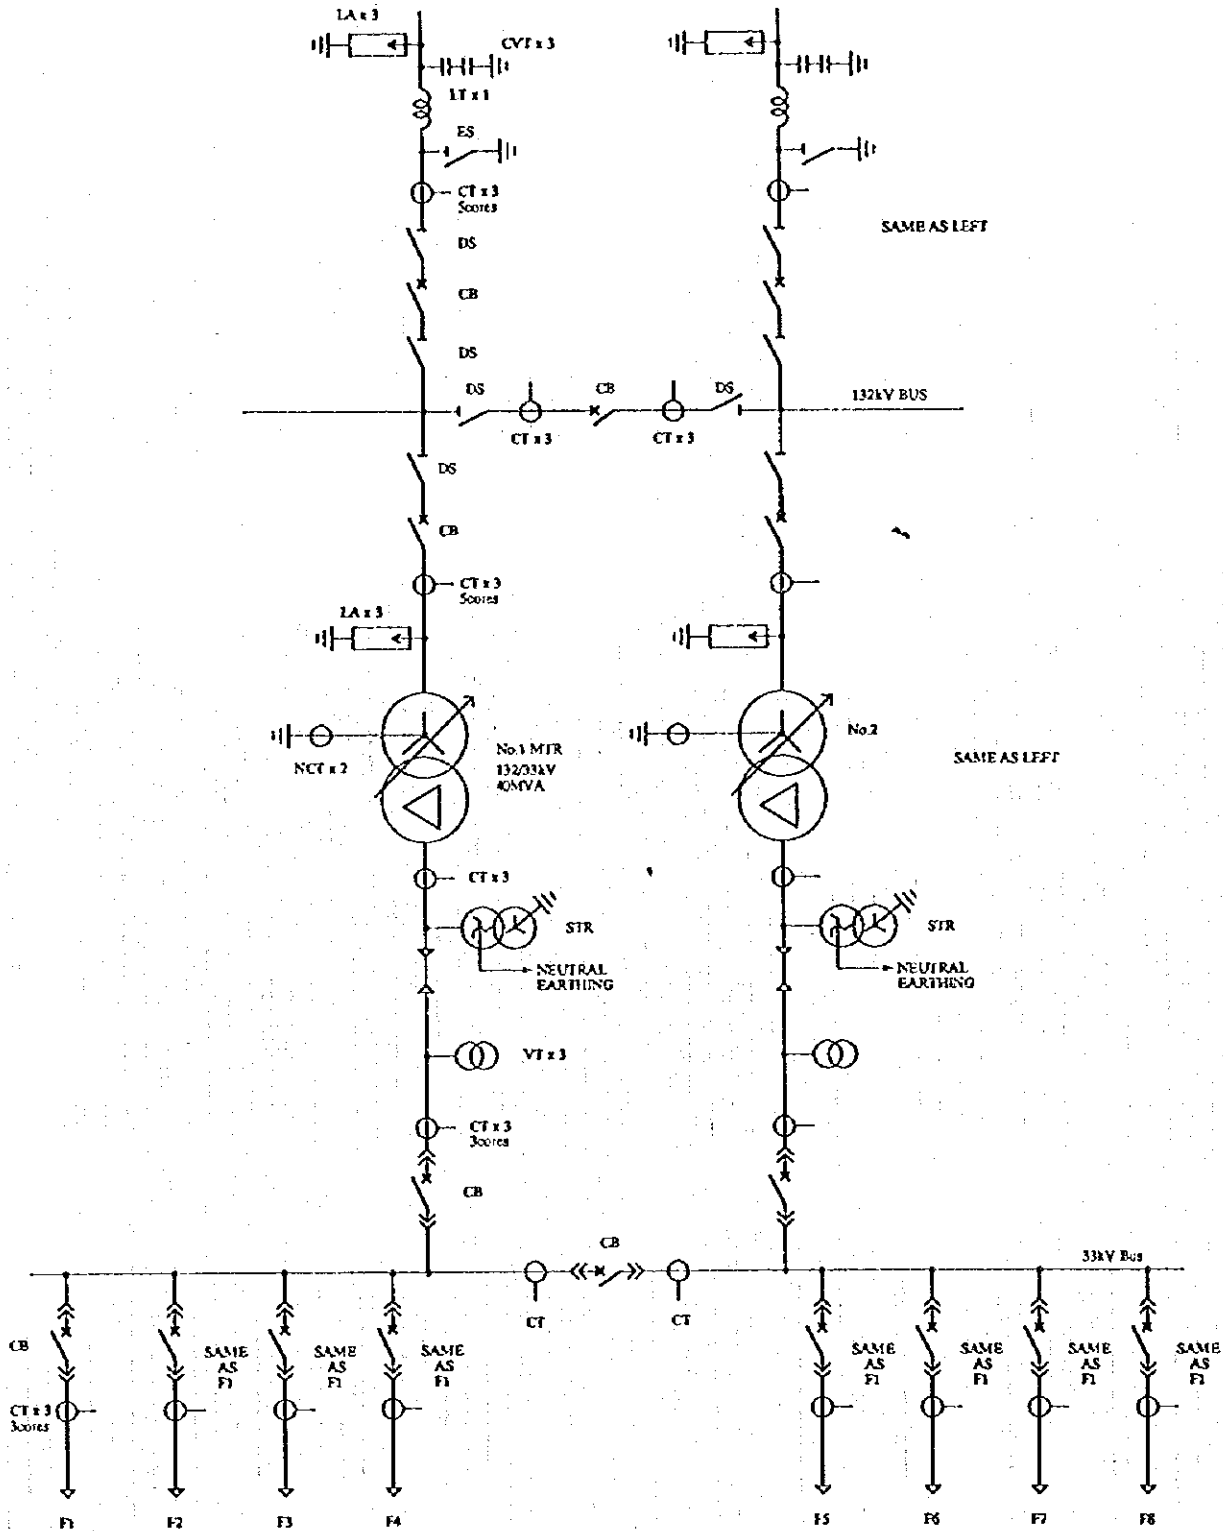 LA x 3
CVT x 3
LT x 1
ES
CT x 3
5cores
SAME AS LEFT
DS
CB
DS
DS
CB
DS
132kV BUS
CT x 3
CT x 3
DS
CB
CT x 3
5cores
LA x 3
No.1 MTR
132/33kV
40MVA
NCT x 2
No.2
SAME AS LEFT
CT x 3
STR
STR
NEUTRAL
EARTHING
NEUTRAL
EARTHING
VT x 3
CT x 3
3cores
CB
CB
33kV Bus
CT
CT
CB
SAME
AS
F1
SAME
AS
F1
SAME
AS
F1
SAME
AS
F1
SAME
AS
F1
SAME
AS
F1
SAME
AS
F1
CT x 3
3cores
F1
F2
F3
F4
F5
F6
F7
F8